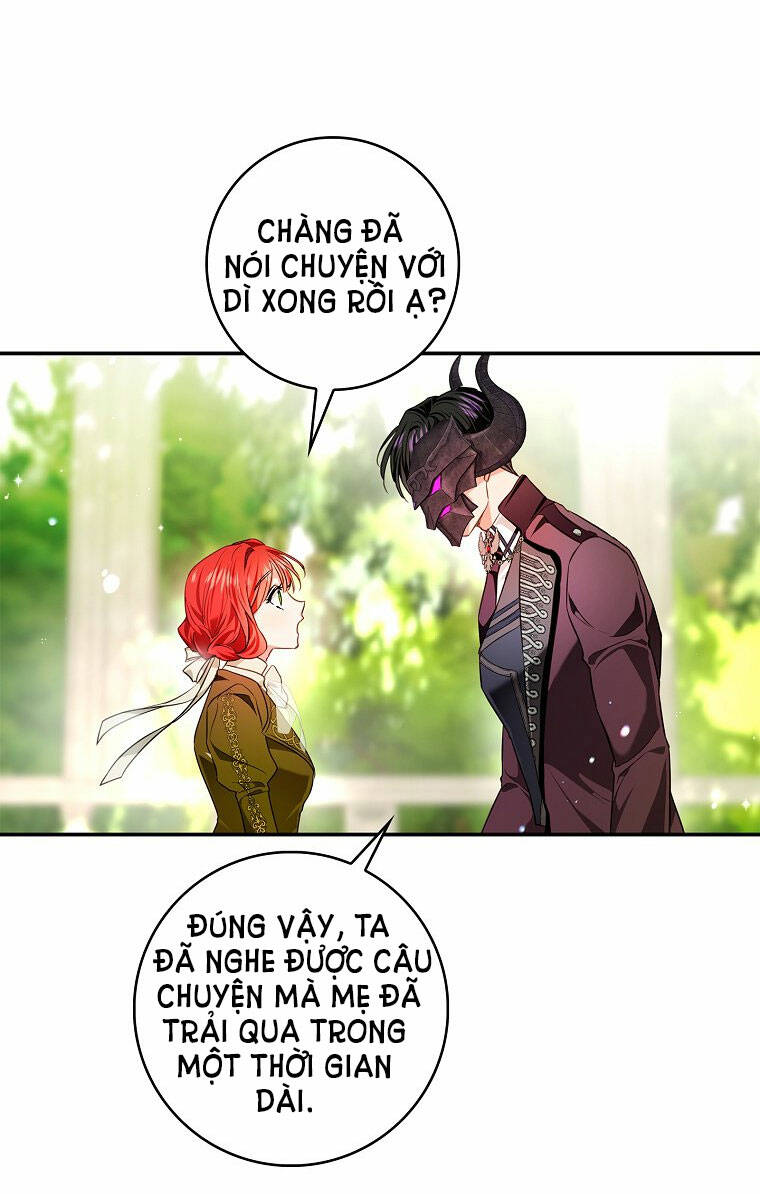 CHÀNG ĐÃ
NÓI CHUYỆN VỚI
DÌ XONG RỒI Ạ?
ĐÚNG VẬY, TA
ĐÃ NGHE ĐƯỢC CÂU
CHUYỆN MÀ MẸ ĐÃ
TRẢI QUA TRONG
MỘT THỜI GIAN
DÀI.